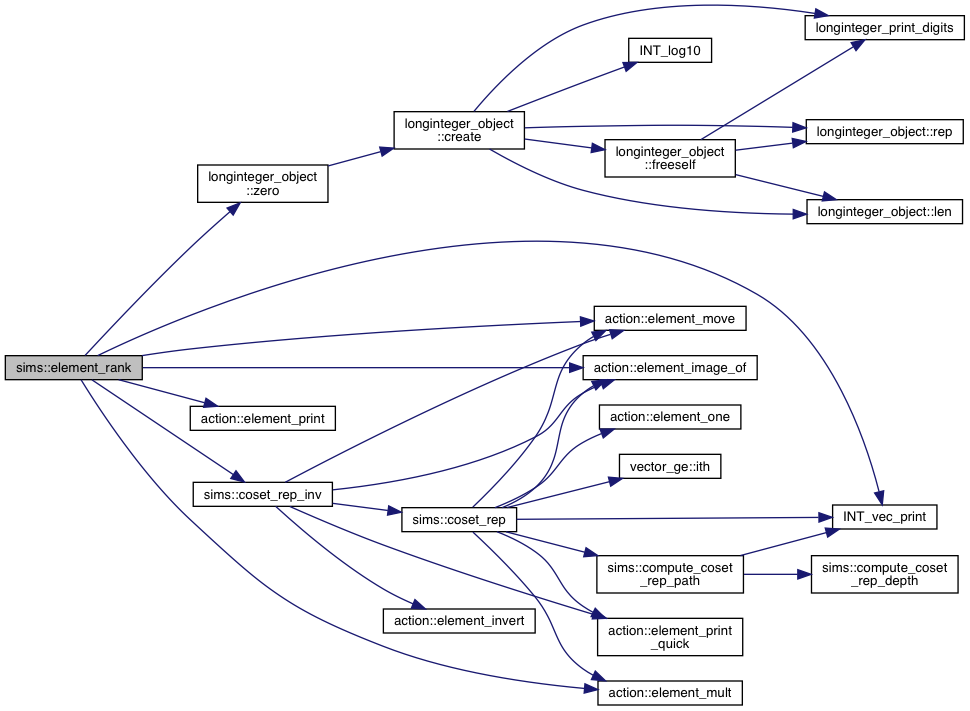 longinteger_print_digits
INT_log10
longinteger_object
::create
longinteger_object::rep
longinteger_object
::freeself
longinteger_object
::zero
longinteger_object::len
action::element_move
sims::element_rank
action::element_image_of
action::element_print
action::element_one
vector_ge::ith
sims::coset_rep_inv
sims::coset_rep
INT_vec_print
sims::compute_coset
_rep_path
sims::compute_coset
_rep_depth
action::element_invert
action::element_print
_quick
action::element_mult